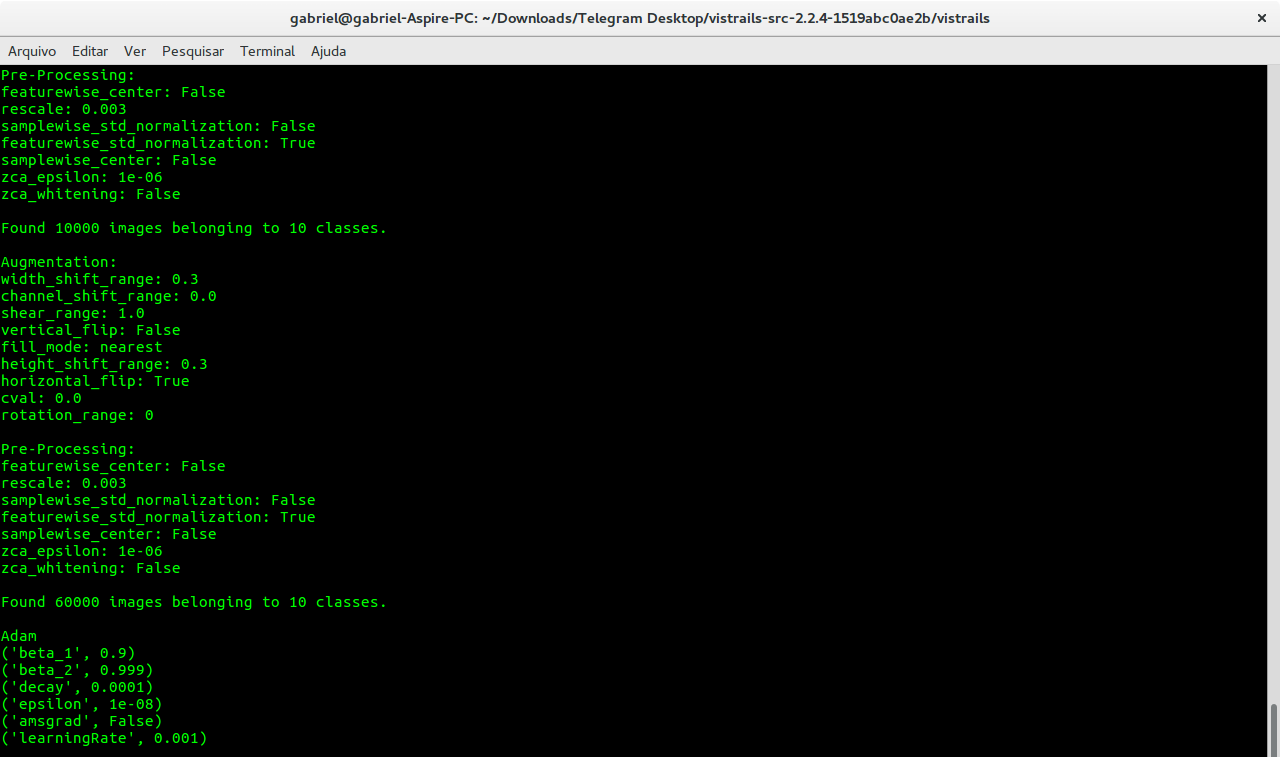 gabriel@gabriel-Aspire-PC: ~/Downloads/Telegram Desktop/vistrails-src-2.2.4-1519abc0ae2b/vistrails
Arquivo Editar Ver Pesquisar Terminal Ajuda
Pre-Processing:
featurewise_center: False
rescale: 0.003
samplewise_std_normalization: False
featurewise_std_normalization: True
samplewise_center: False
zca_epsilon: 1e-06
zca_whitening: False
Found 10000 images belonging to 10 classes.
Augmentation:
width_shift_range: 0.3
channel_shift_range: 0.0
shear_range: 1.0
vertical_flip: False
fill_mode: nearest
height_shift_range: 0.3
horizontal_flip: True
cval: 0.0
rotation_range: 0
Pre-Processing:
featurewise_center: False
rescale: 0.003
samplewise_std_normalization: False
featurewise_std_normalization: True
samplewise_center: False
zca_epsilon: 1e-06
zca_whitening: False
Found 60000 images belonging to 10 classes.
Adam
('beta_1', 0.9)
('beta_2', 0.999)
('decay', 0.0001)
('epsilon', 1e-08)
('amsgrad', False)
('learningRate', 0.001)